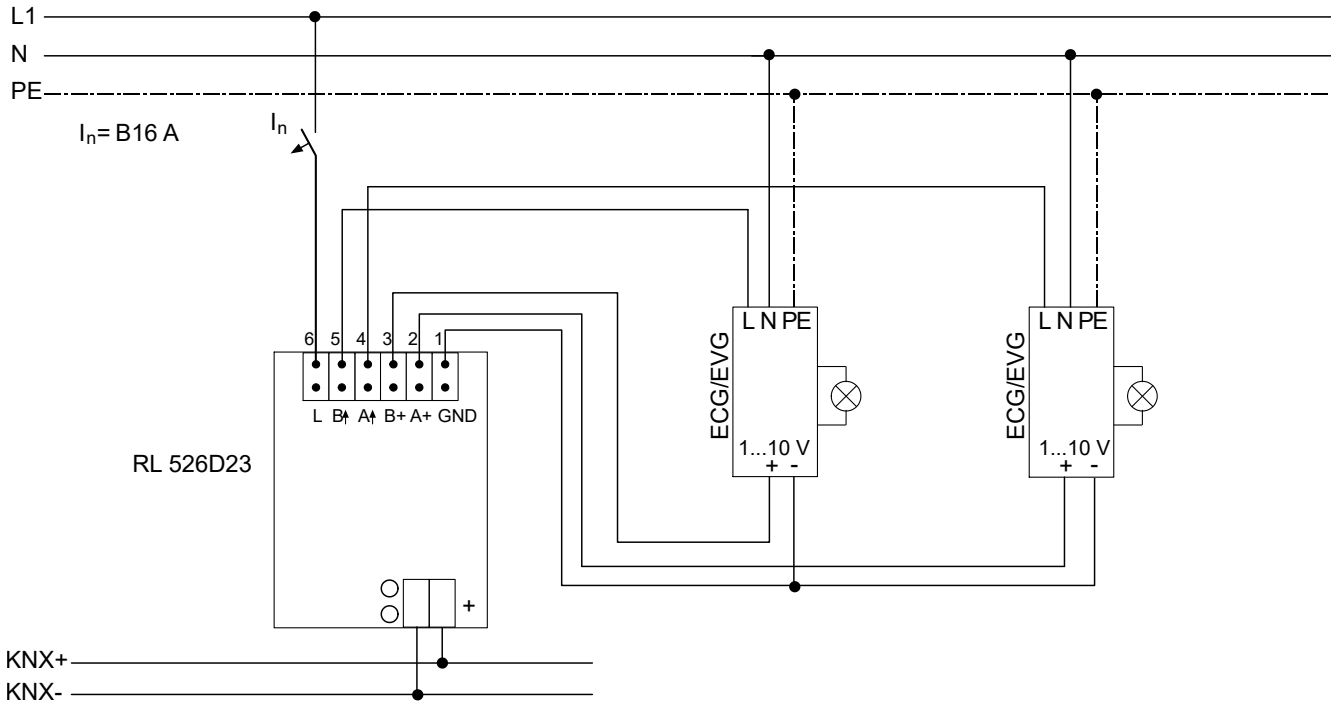 L1
N
PE
Iₙ= B16 A
Iₙ
L N PE
L N PE
6 5 4 3 2 1
ECG/EVG
ECG/EVG
L B↑ A↑ B+ A+ GND
1...10 V
+ -
1...10 V
+ -
RL 526D23
+
KNX+
KNX-